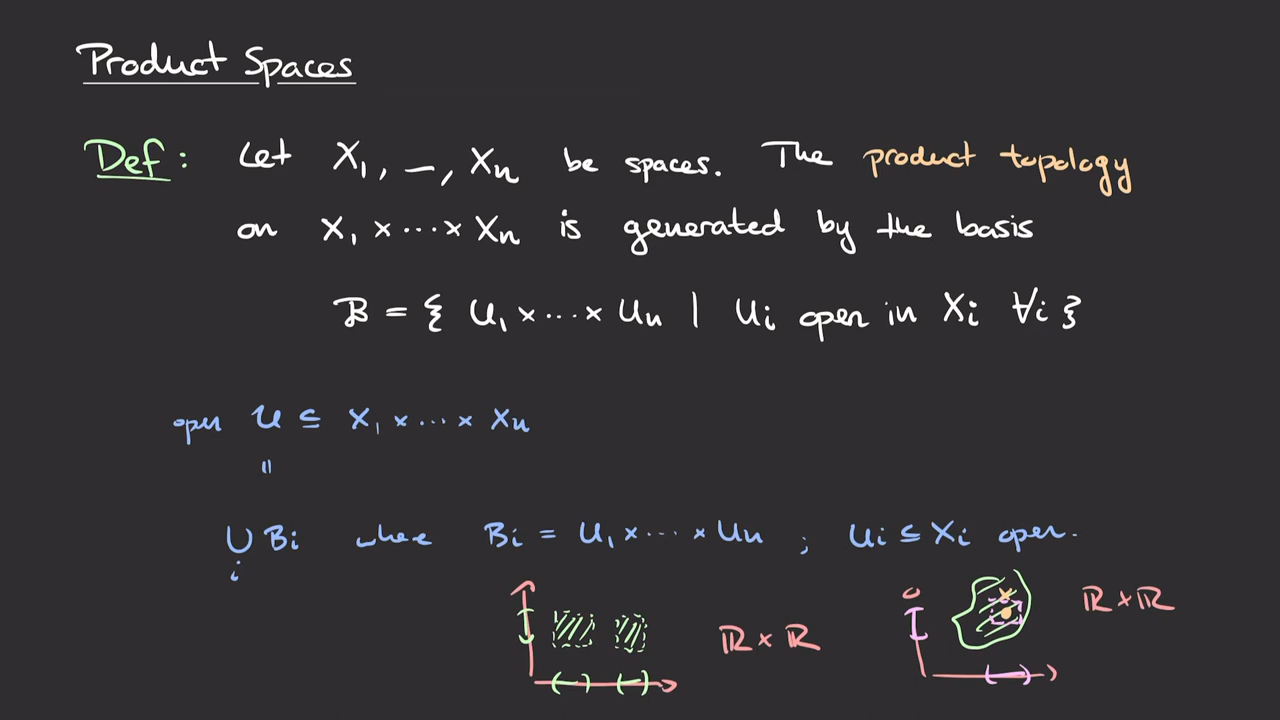 Product Spaces
Def: Let X₁, –, Xₙ be spaces. The product topology
on X₁ × ⋯ × Xₙ is generated by the basis
ℬ = { U₁ × ⋯ × Uₙ | Uᵢ open in Xᵢ ∀i }
open U ⊆ X₁ × ⋯ × Xₙ
=
⋃ᵢ Bᵢ where Bᵢ = U₁ × ⋯ × Uₙ ; Uᵢ ⊆ Xᵢ open.
ℝ × ℝ
ℝ × ℝ